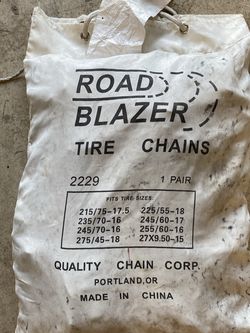 ROAD
BLAZER
TIRE CHAINS
2229 1 PAIR
FITS TIRE SIZES:
215/75-17.5 225/55-18
235/70-16 245/60-17
245/70-16 255/60-16
275/45-18 27X9.50-15
QUALITY CHAIN CORP.
PORTLAND, OR
MADE IN CHINA